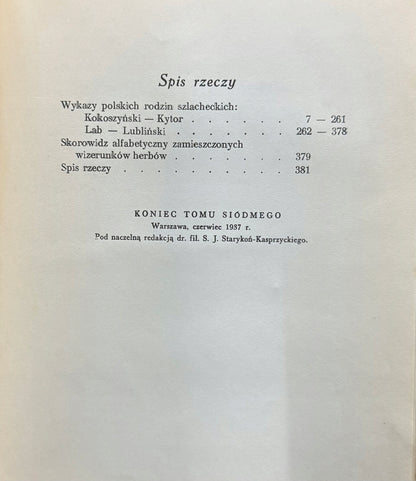 Spis rzeczy
Wykazy polskich rodzin szlacheckich:
Kokoszyński — Kytor . . . . . . 7 — 261
Lab — Lubliński . . . . . . . 262 — 378
Skorowidz alfabetyczny zamieszczonych
wizerunków herbów . . . . . . . 379
Spis rzeczy . . . . . . . . . . 381
KONIEC TOMU SIÓDMEGO
Warszawa, czerwiec 1937 r.
Pod naczelną redakcją dr. fil. S. J. Starykoń-Kasprzyckiego.